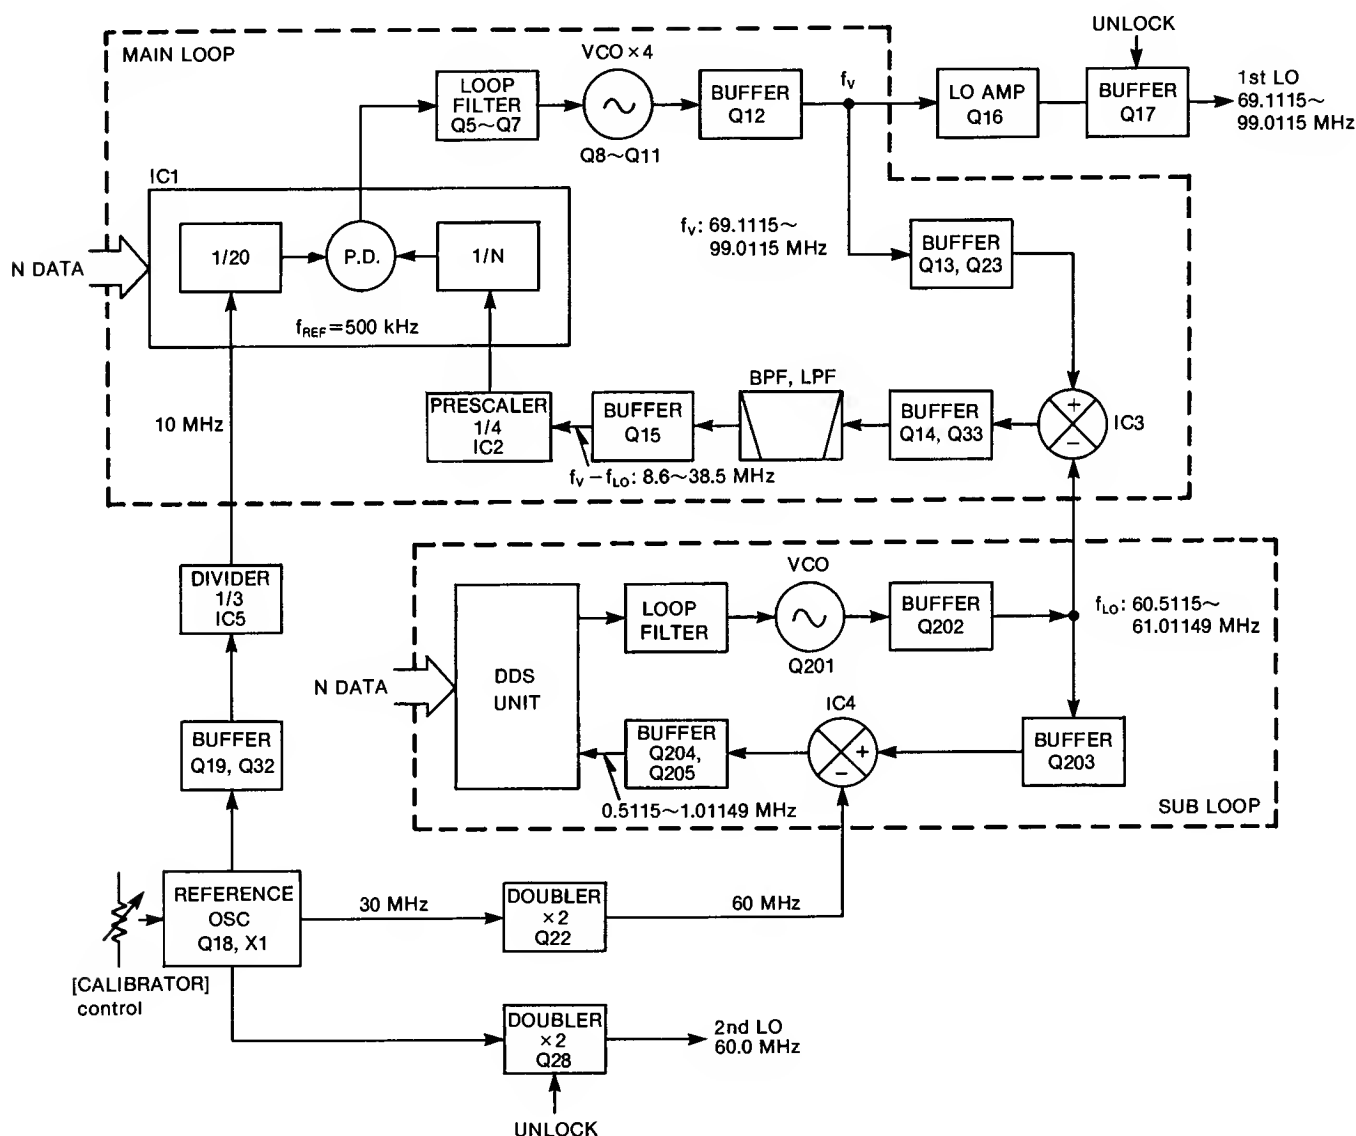 MAIN LOOP
UNLOCK
VCO×4
LOOP
FILTER
Q5~Q7
Q8~Q11
BUFFER
Q12
fV
LO AMP
Q16
BUFFER
Q17
1st LO
69.1115~
99.0115 MHz
IC1
N DATA
1/20
P.D.
1/N
fREF=500 kHz
fV: 69.1115~
99.0115 MHz
BUFFER
Q13, Q23
10 MHz
PRESCALER
1/4
IC2
BUFFER
Q15
BPF, LPF
BUFFER
Q14, Q33
+
−
IC3
fV−fLO: 8.6~38.5 MHz
DIVIDER
1/3
IC5
N DATA
DDS
UNIT
LOOP
FILTER
VCO
Q201
BUFFER
Q202
fLO: 60.5115~
61.01149 MHz
BUFFER
Q204,
Q205
IC4
+
−
BUFFER
Q203
0.5115~1.01149 MHz
SUB LOOP
BUFFER
Q19, Q32
REFERENCE
OSC
Q18, X1
[CALIBRATOR]
control
30 MHz
DOUBLER
×2
Q22
60 MHz
DOUBLER
×2
Q28
2nd LO
60.0 MHz
UNLOCK